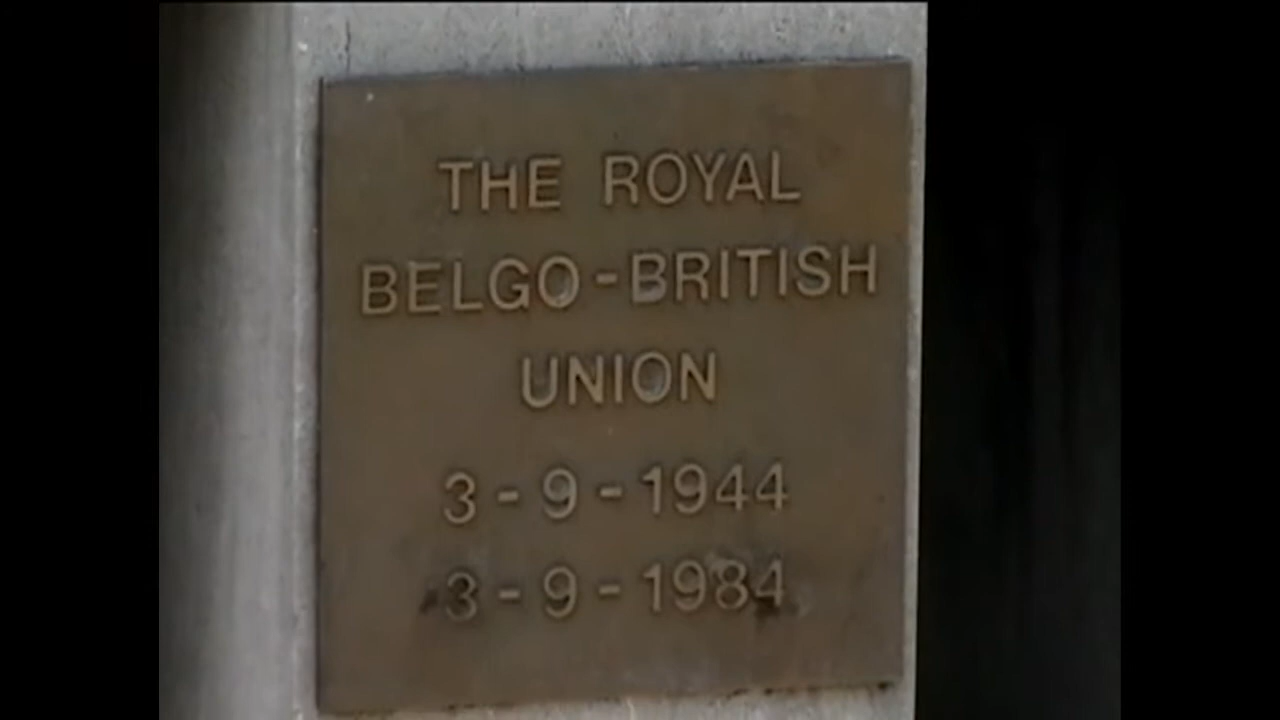 THE ROYAL
BELGO-BRITISH
UNION
3-9-1944
3-9-1984